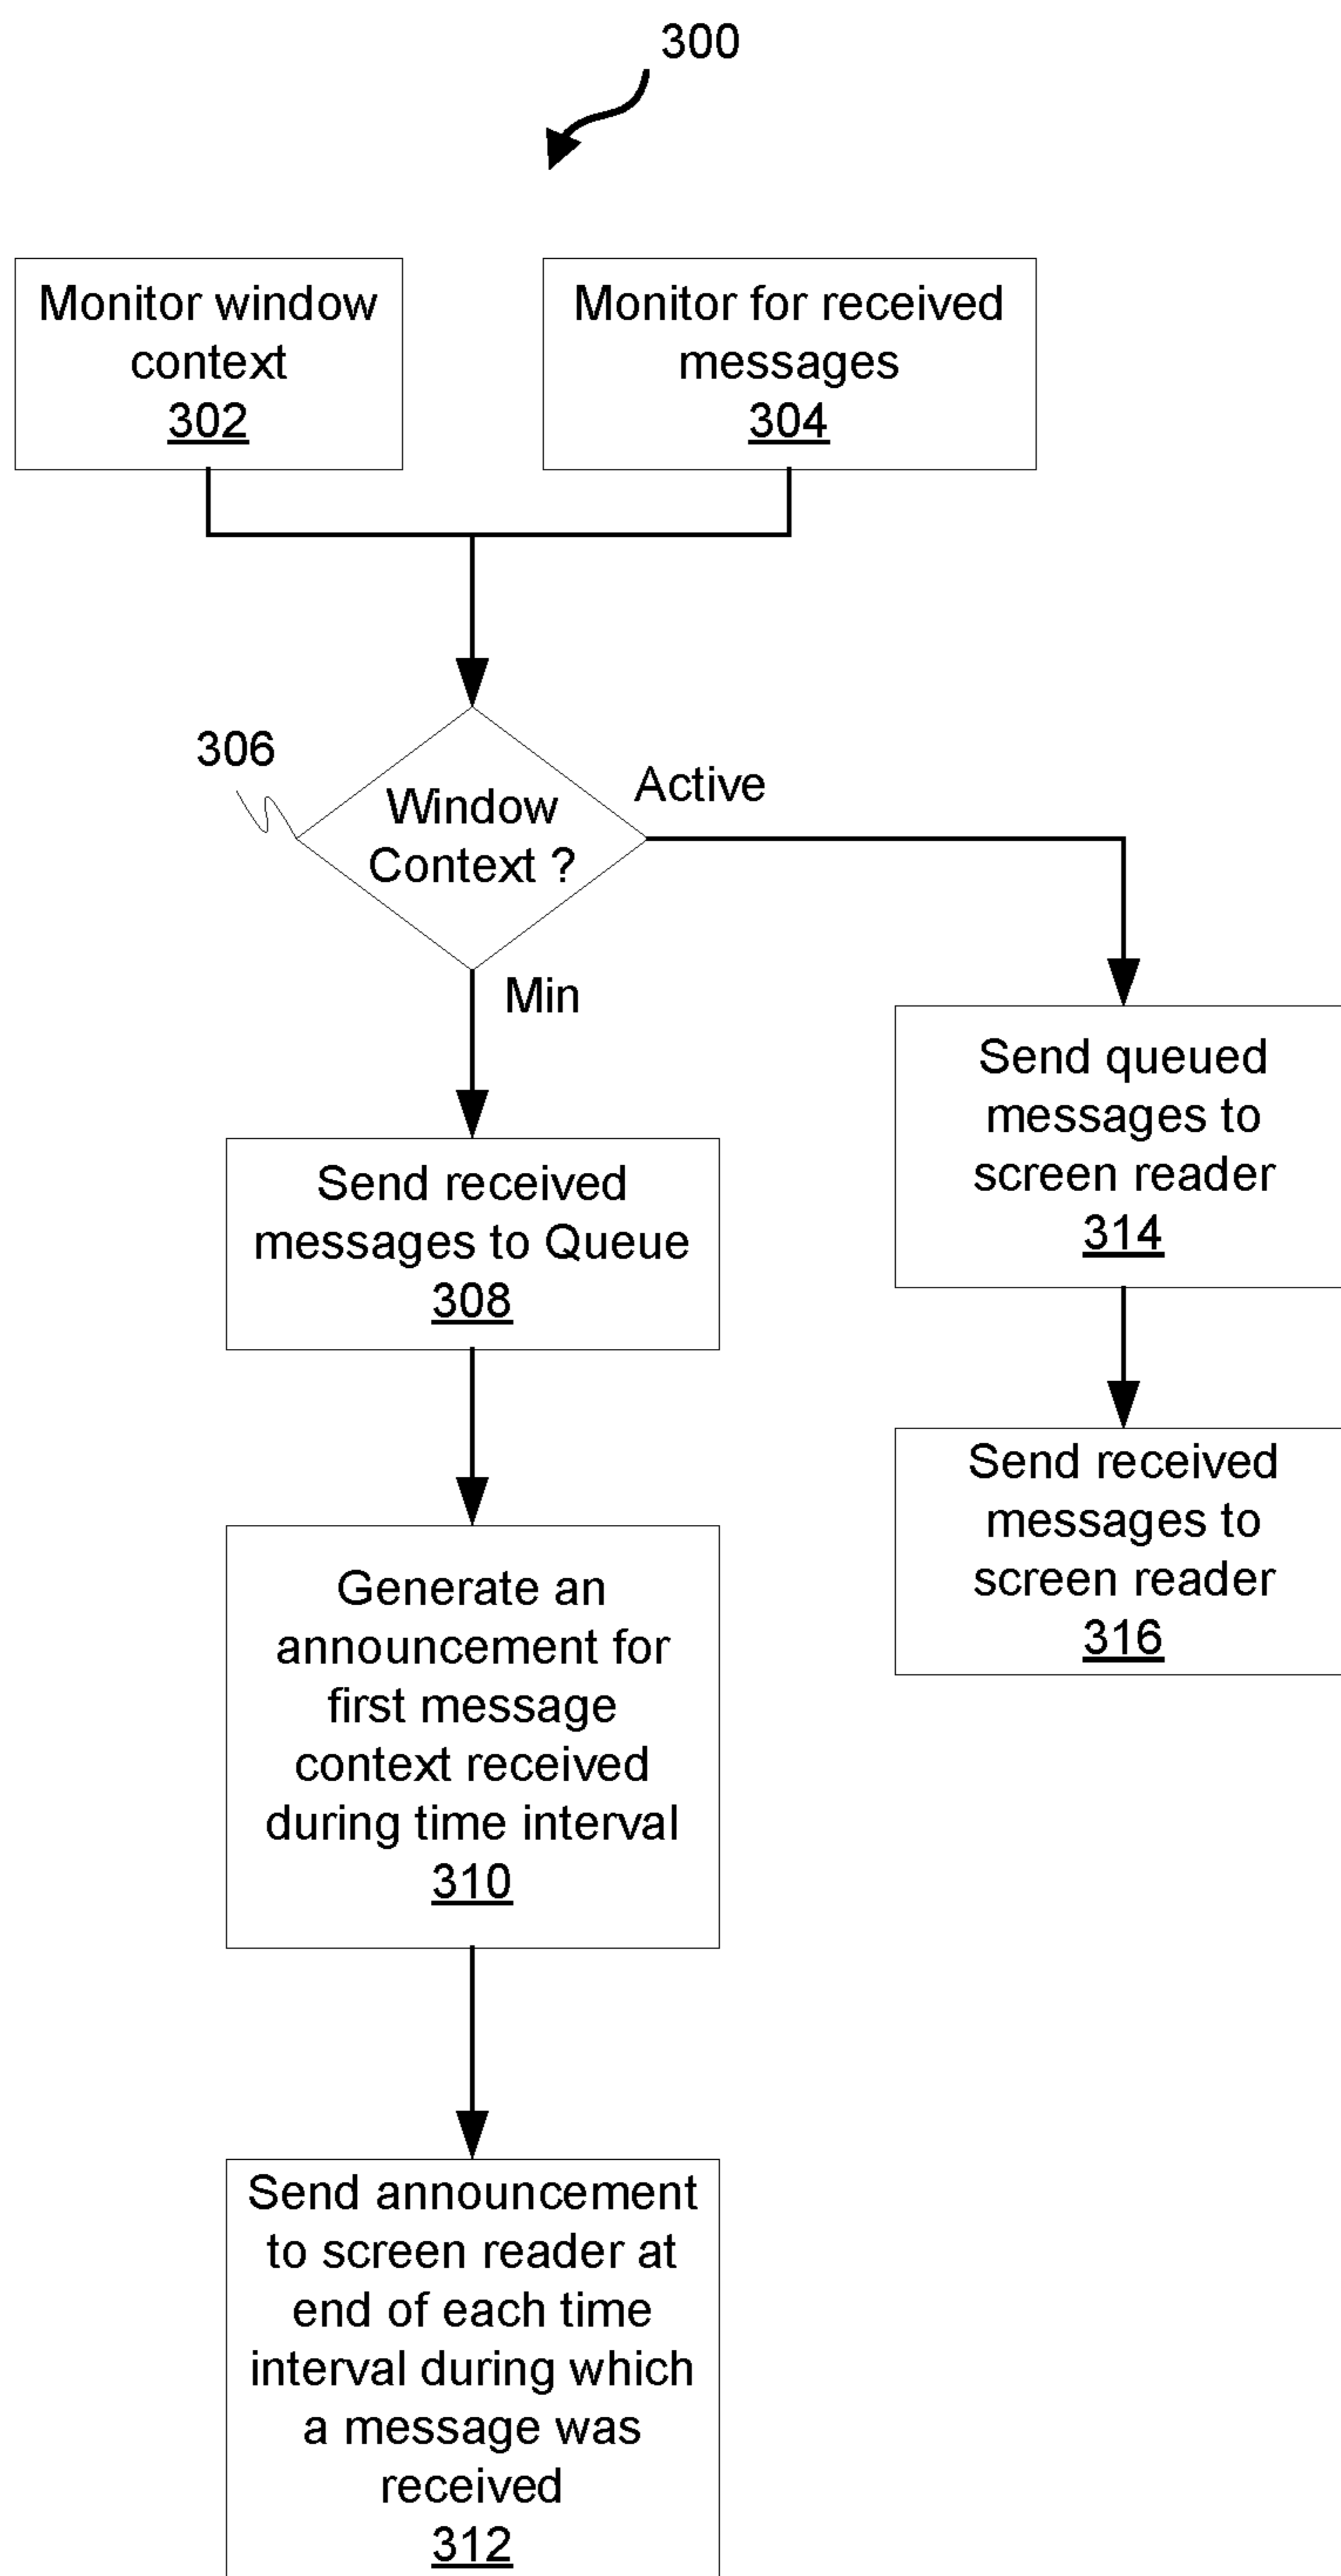 300
Monitor window
context
302
Monitor for received
messages
304
306
Window
Context ?
Active
Min
Send received
messages to Queue
308
Generate an
announcement for
first message
context received
during time interval
310
Send announcement
to screen reader at
end of each time
interval during which
a message was
received
312
Send queued
messages to
screen reader
314
Send received
messages to
screen reader
316